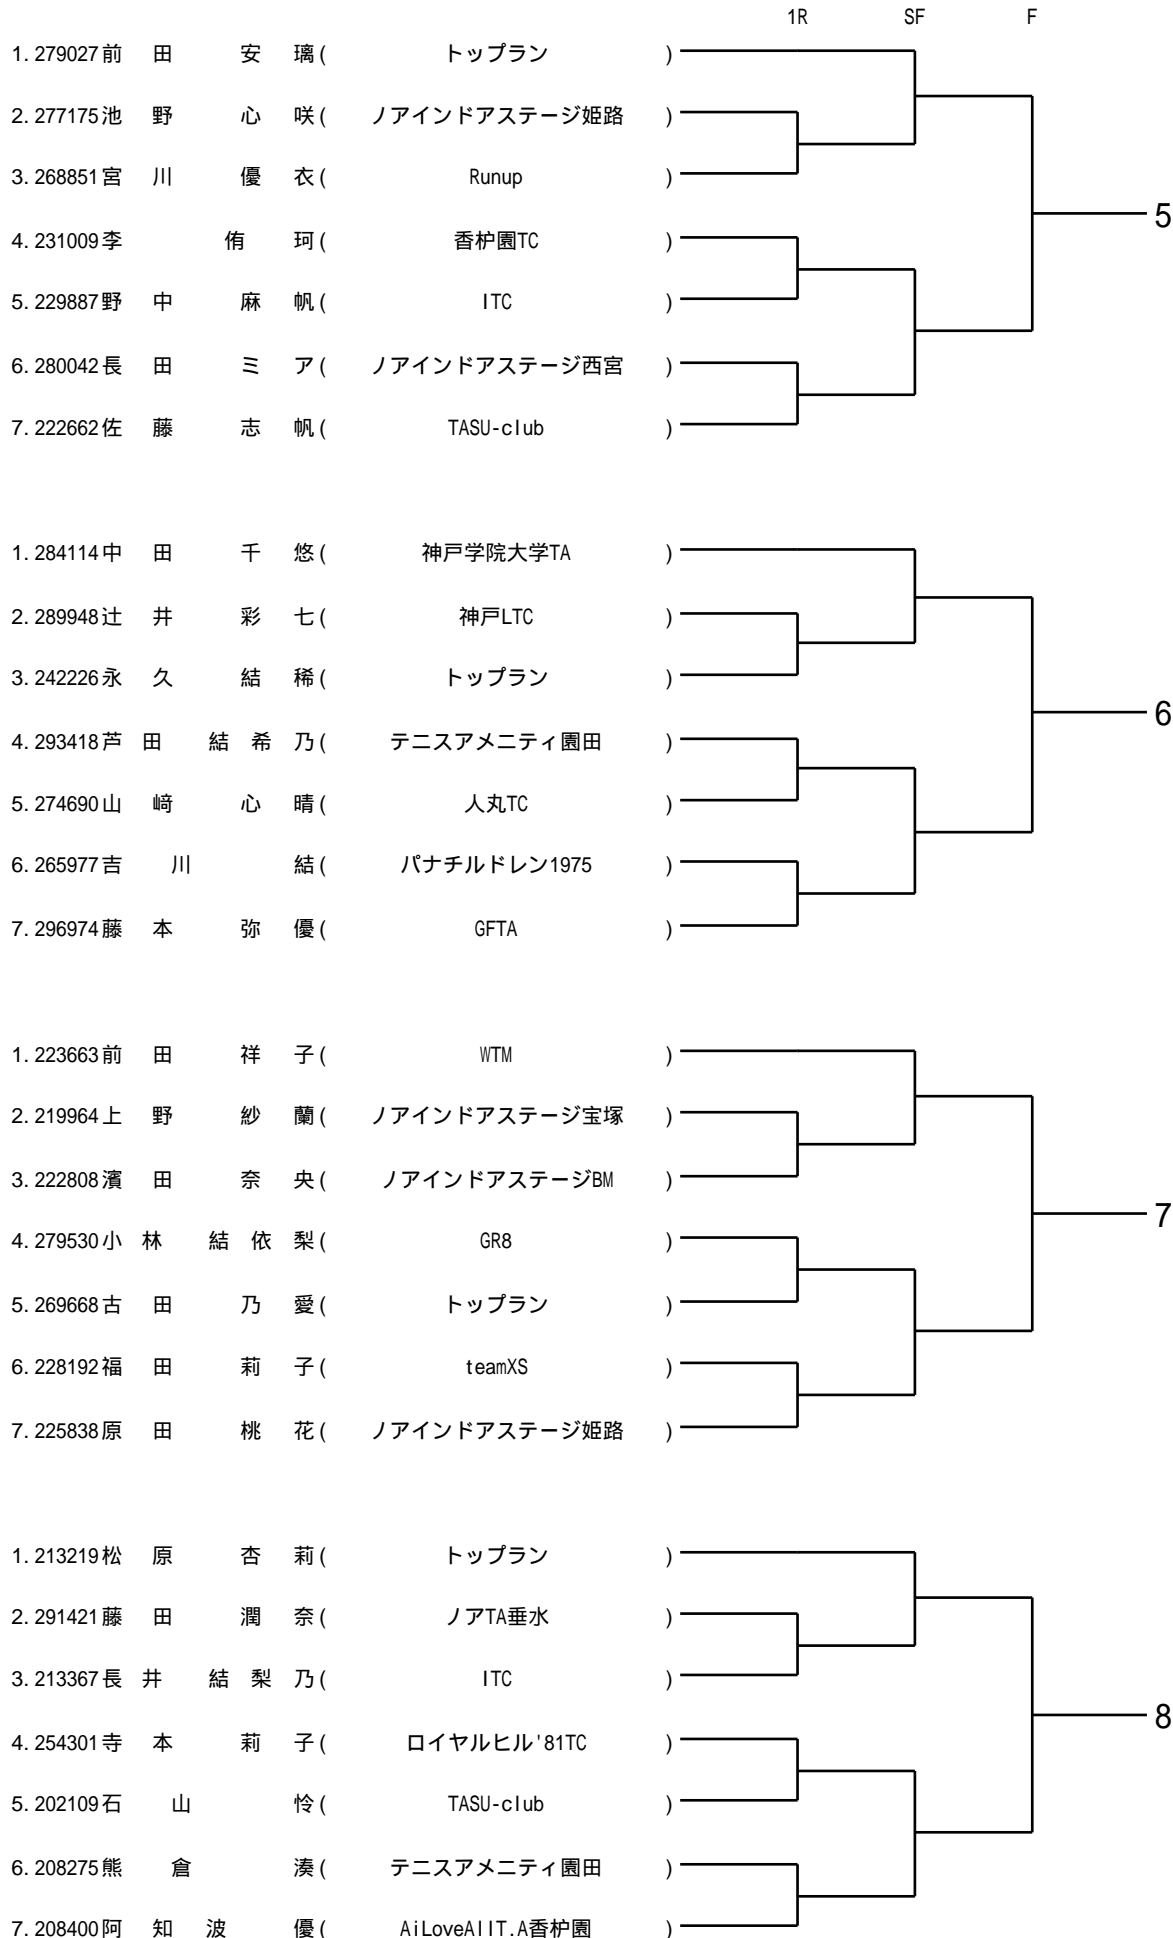 1R SF F
1. 279027 前 田 安 璃 ( トップラン )
2. 277175 池 野 心 咲 ( ノアインドアステージ姫路 )
3. 268851 宮 川 優 衣 ( Runup )
5
4. 231009 李 侑 珂 ( 香枦園TC )
5. 229887 野 中 麻 帆 ( ITC )
6. 280042 長 田 ミ ア ( ノアインドアステージ西宮 )
7. 222662 佐 藤 志 帆 ( TASU-club )
1. 284114 中 田 千 悠 ( 神戸学院大学TA )
2. 289948 辻 井 彩 七 ( 神戸LTC )
3. 242226 永 久 結 稀 ( トップラン )
6
4. 293418 芦 田 結 希 乃 ( テニスアメニティ園田 )
5. 274690 山 﨑 心 晴 ( 人丸TC )
6. 265977 吉 川 結 ( パナチルドレン1975 )
7. 296974 藤 本 弥 優 ( GFTA )
1. 223663 前 田 祥 子 ( WTM )
2. 219964 上 野 紗 蘭 ( ノアインドアステージ宝塚 )
3. 222808 濱 田 奈 央 ( ノアインドアステージBM )
7
4. 279530 小 林 結 依 梨 ( GR8 )
5. 269668 古 田 乃 愛 ( トップラン )
6. 228192 福 田 莉 子 ( teamXS )
7. 225838 原 田 桃 花 ( ノアインドアステージ姫路 )
1. 213219 松 原 杏 莉 ( トップラン )
2. 291421 藤 田 潤 奈 ( ノアTA垂水 )
3. 213367 長 井 結 梨 乃 ( ITC )
8
4. 254301 寺 本 莉 子 ( ロイヤルヒル'81TC )
5. 202109 石 山 怜 ( TASU-club )
6. 208275 熊 倉 湊 ( テニスアメニティ園田 )
7. 208400 阿 知 波 優 ( AiLoveAllT.A香枦園 )